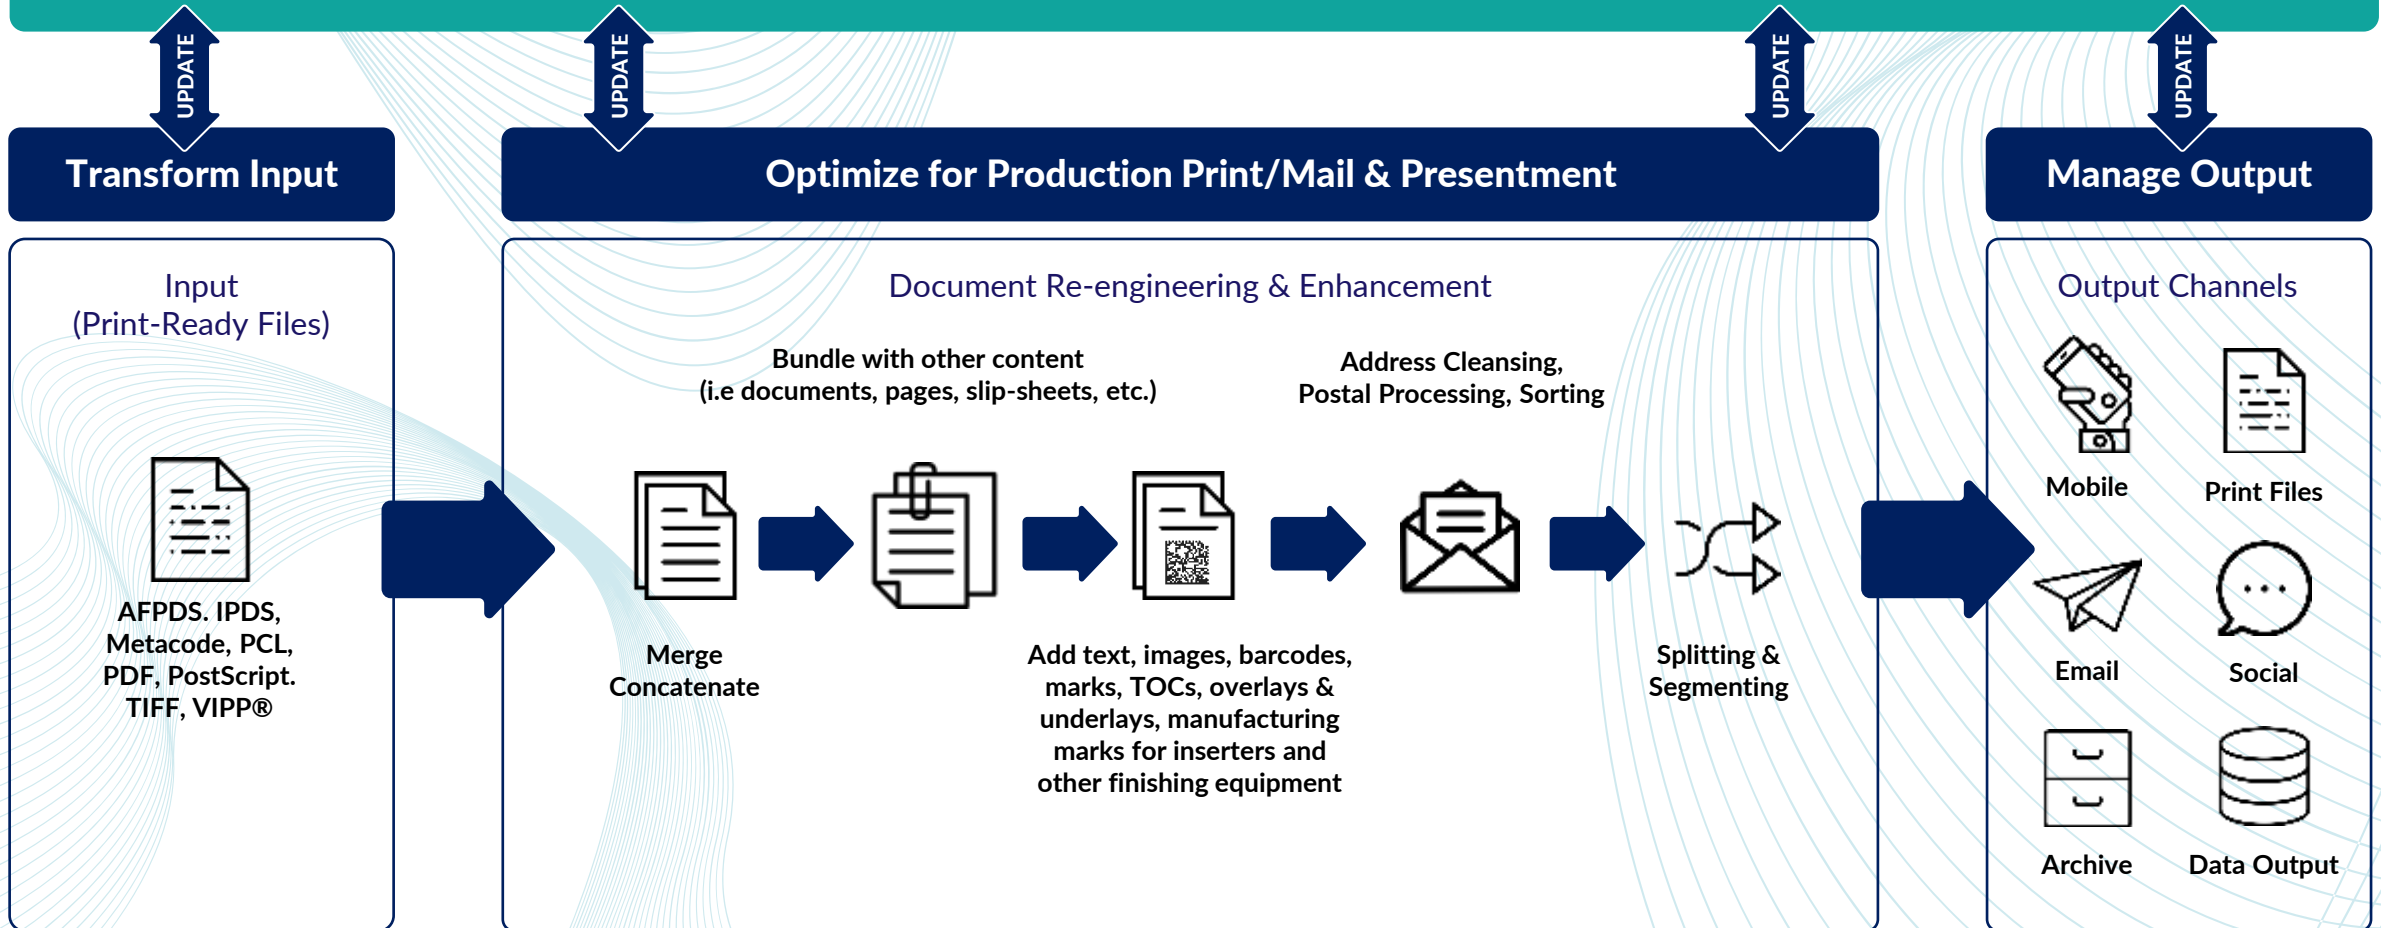 UPDATE
UPDATE
UPDATE
UPDATE
Transform Input
Optimize for Production Print/Mail & Presentment
Manage Output
Input
(Print-Ready Files)
AFPDS. IPDS,
Metacode, PCL,
PDF, PostScript.
TIFF, VIPP®
Document Re-engineering & Enhancement
Bundle with other content
(i.e documents, pages, slip-sheets, etc.)
Address Cleansing,
Postal Processing, Sorting
Merge
Concatenate
Add text, images, barcodes,
marks, TOCs, overlays &
underlays, manufacturing
marks for inserters and
other finishing equipment
Splitting &
Segmenting
Output Channels
Mobile
Print Files
Email
Social
Archive
Data Output